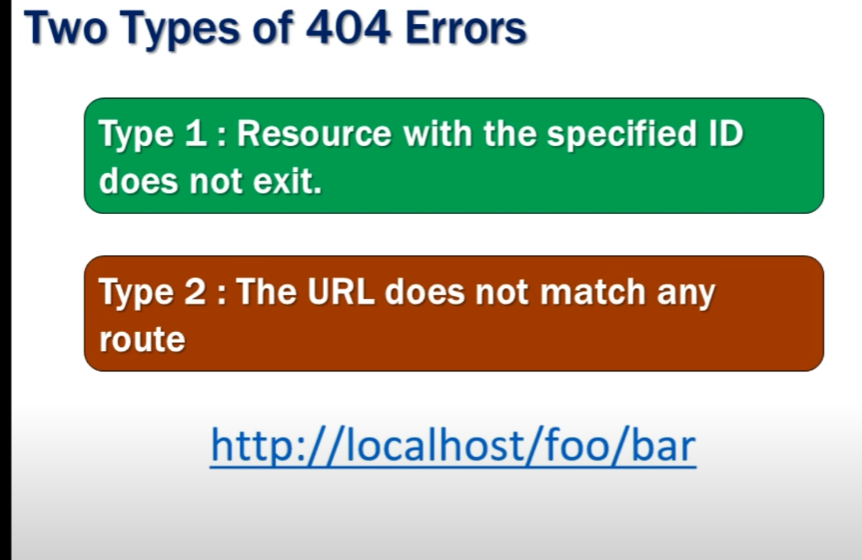 Two Types of 404 Errors
Type 1 : Resource with the specified ID
does not exit.
Type 2 : The URL does not match any
route
http://localhost/foo/bar